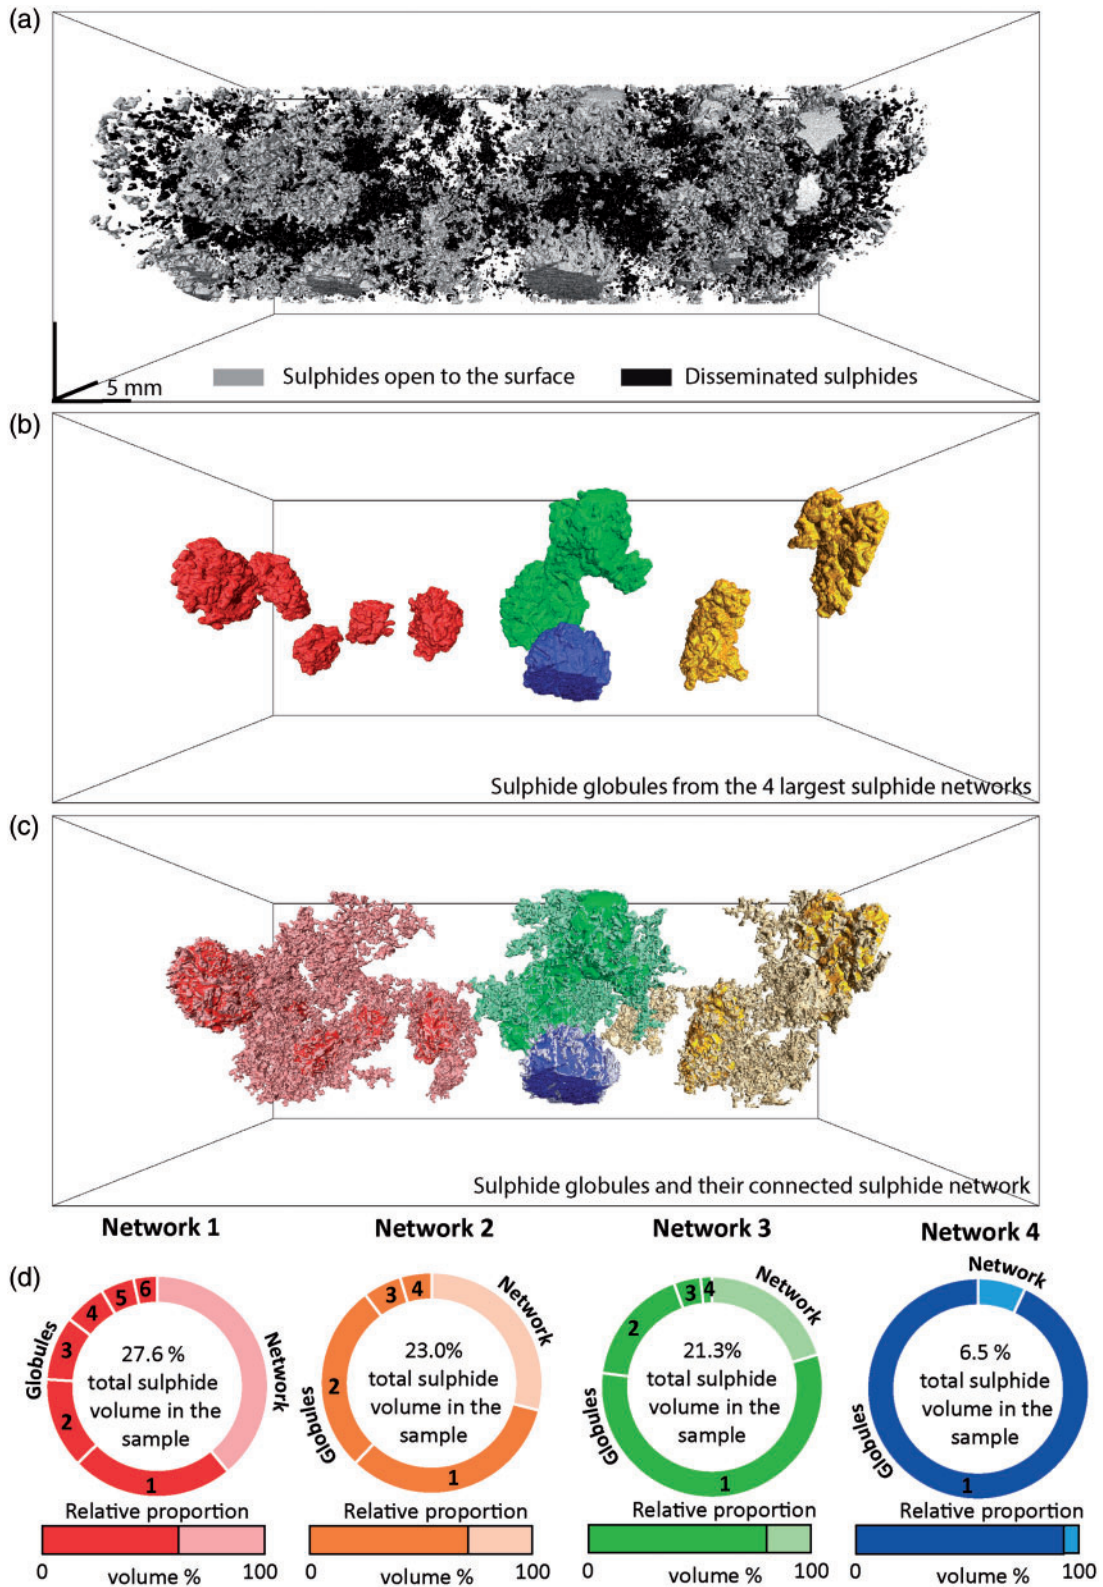 (a)
5 mm
Sulphides open to the surface
Disseminated sulphides
(b)
Sulphide globules from the 4 largest sulphide networks
(c)
Sulphide globules and their connected sulphide network
Network 1
Network 2
Network 3
Network 4
(d)
Globules
1
2
3
4
5
6
Network
27.6 %
total sulphide
volume in the
sample
Relative proportion
0
100
volume %
Globules
1
2
3
4
Network
23.0%
total sulphide
volume in the
sample
Relative proportion
0
100
volume %
Globules
1
2
3
4
Network
21.3%
total sulphide
volume in the
sample
Relative proportion
0
100
volume %
Globules
1
Network
6.5 %
total sulphide
volume in the
sample
Relative proportion
0
100
volume %